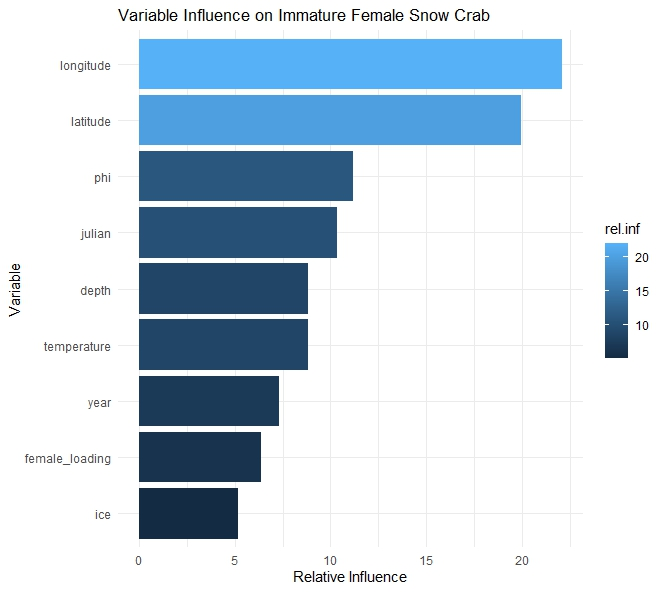 Variable Influence on Immature Female Snow Crab
longitude
latitude
phi
julian
depth
temperature
year
female_loading
ice
Variable
0 5 10 15 20
Relative Influence
rel.inf
20
15
10